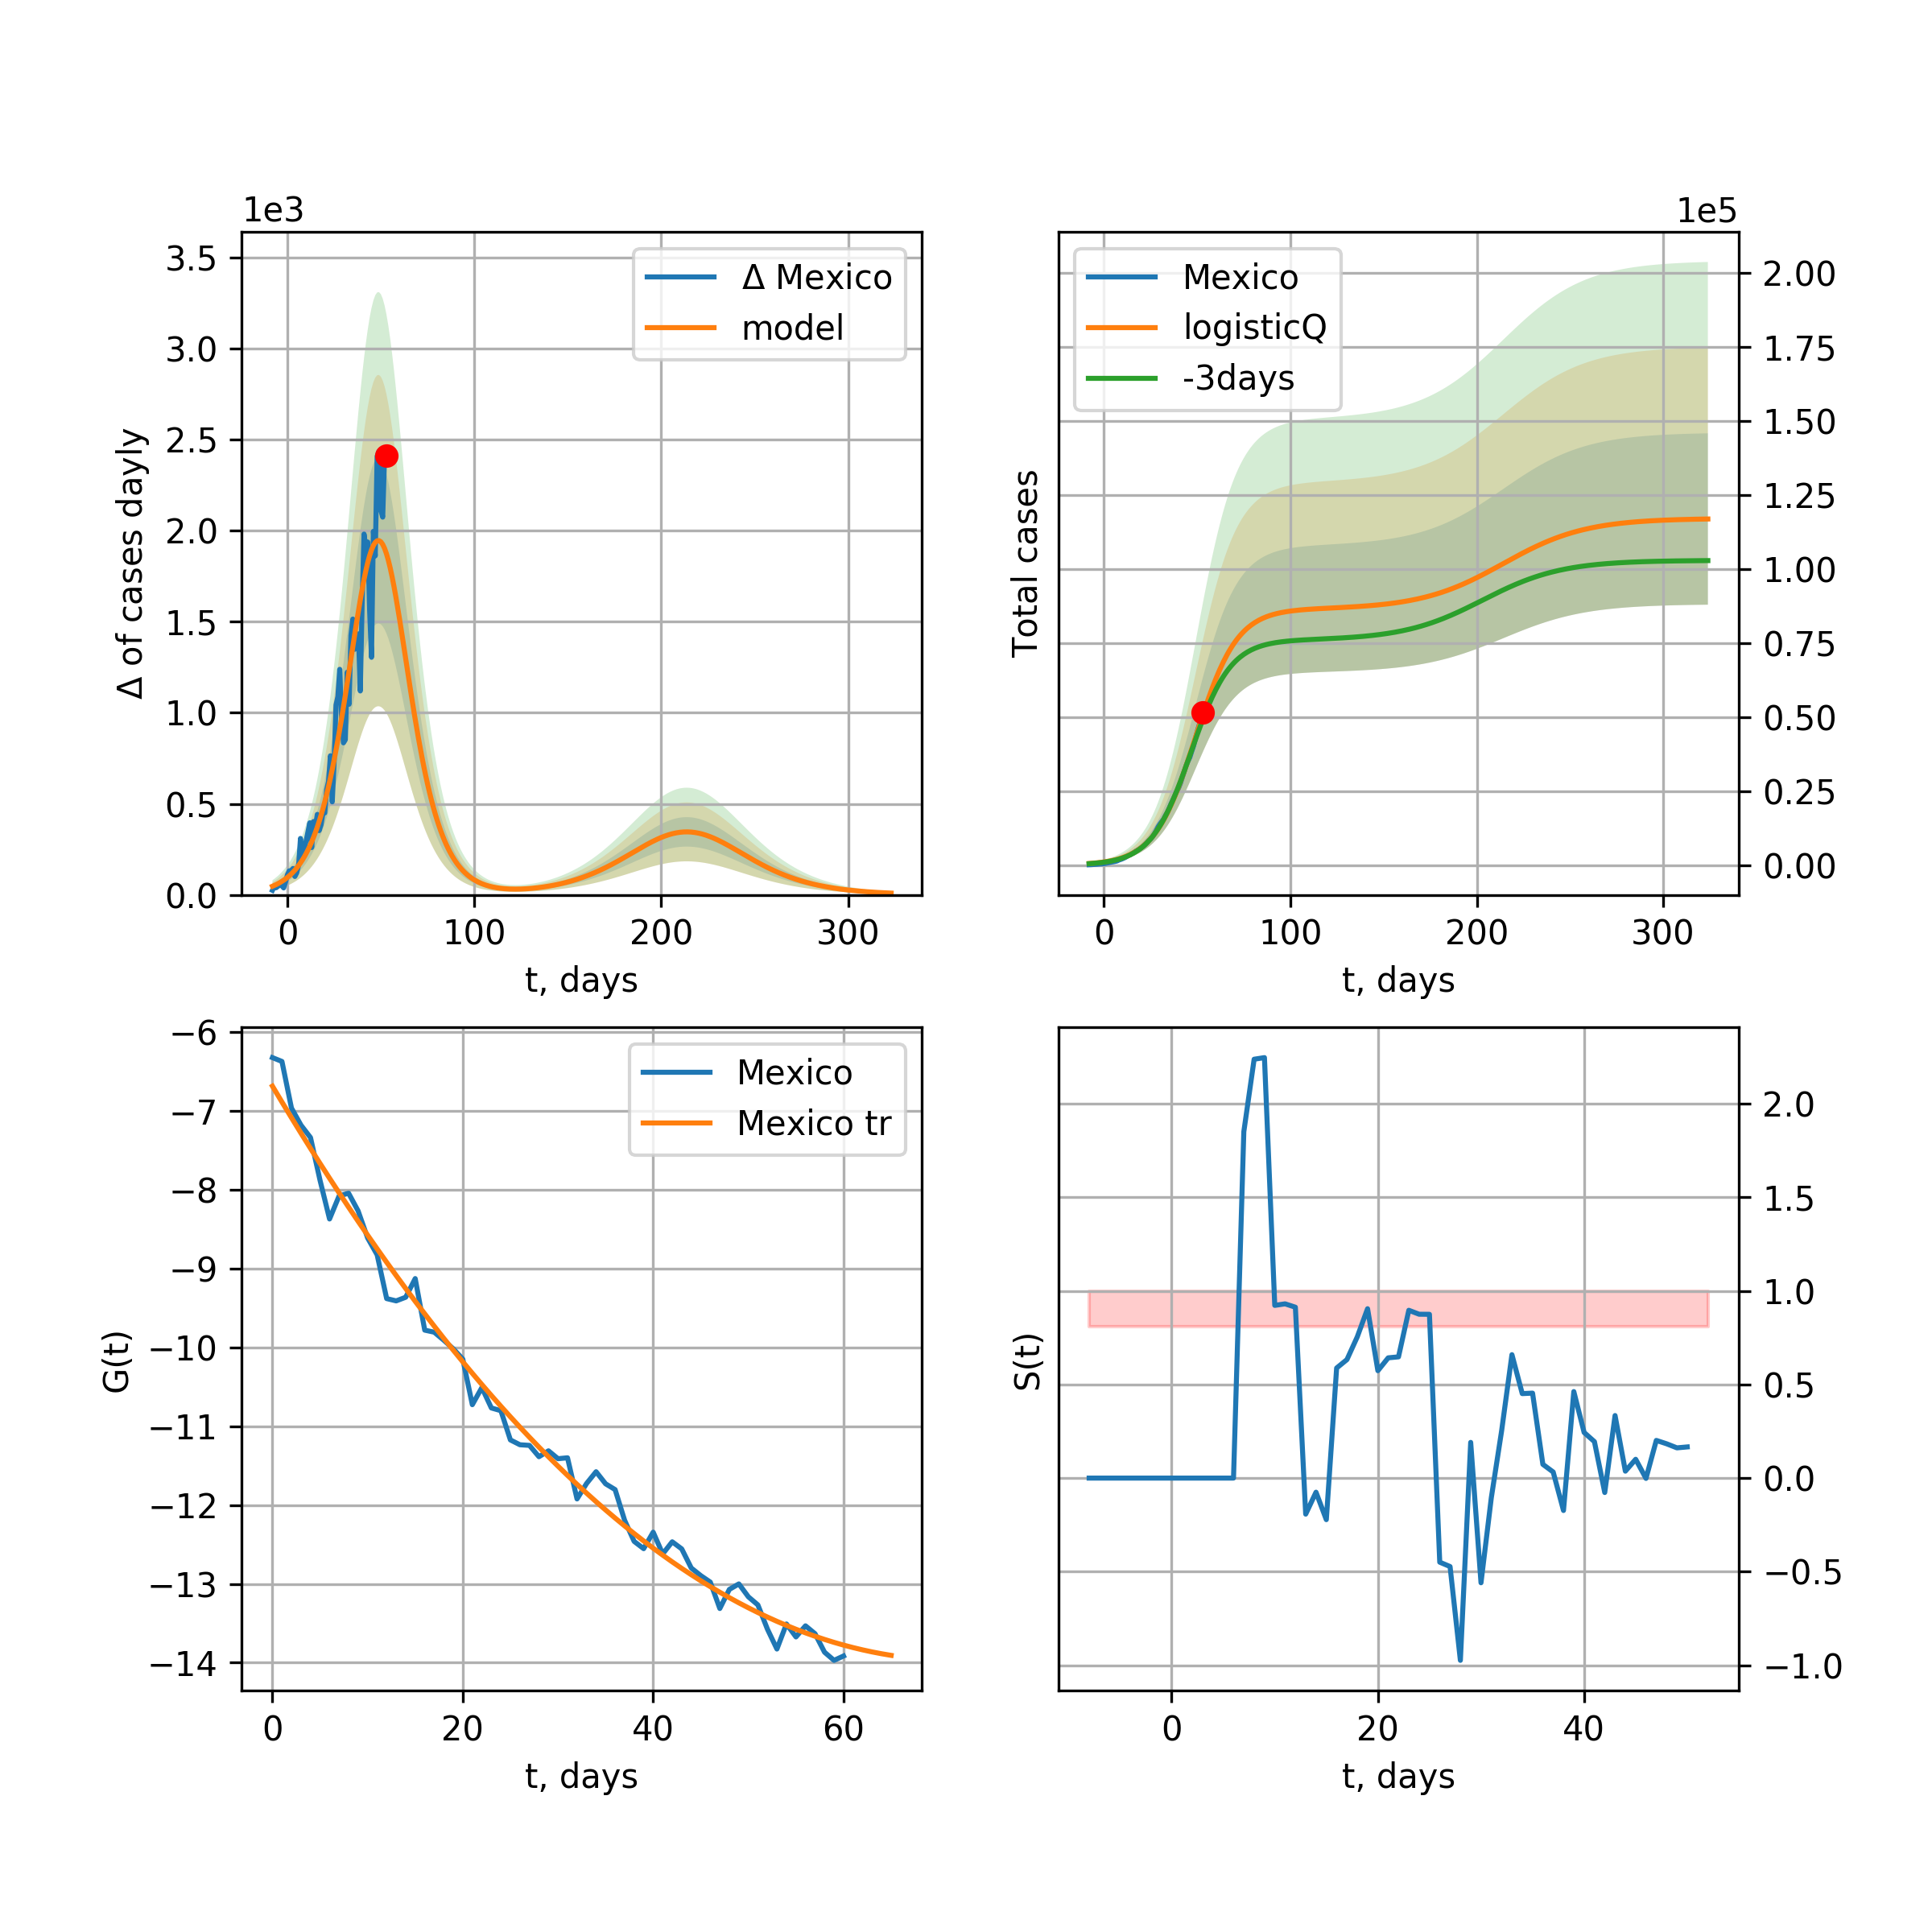 1e3
3.5
3.0
2.5
2.0
1.5
1.0
0.5
0.0
Δ of cases dayly
Δ Mexico
model
0 100 200 300
t, days
1e5
2.00
1.75
1.50
1.25
1.00
0.75
0.50
0.25
0.00
Total cases
Mexico
logisticQ
-3days
0 100 200 300
t, days
−6
−7
−8
−9
−10
−11
−12
−13
−14
G(t)
Mexico
Mexico tr
0 20 40 60
t, days
S(t)
2.0
1.5
1.0
0.5
0.0
−0.5
−1.0
0 20 40
t, days